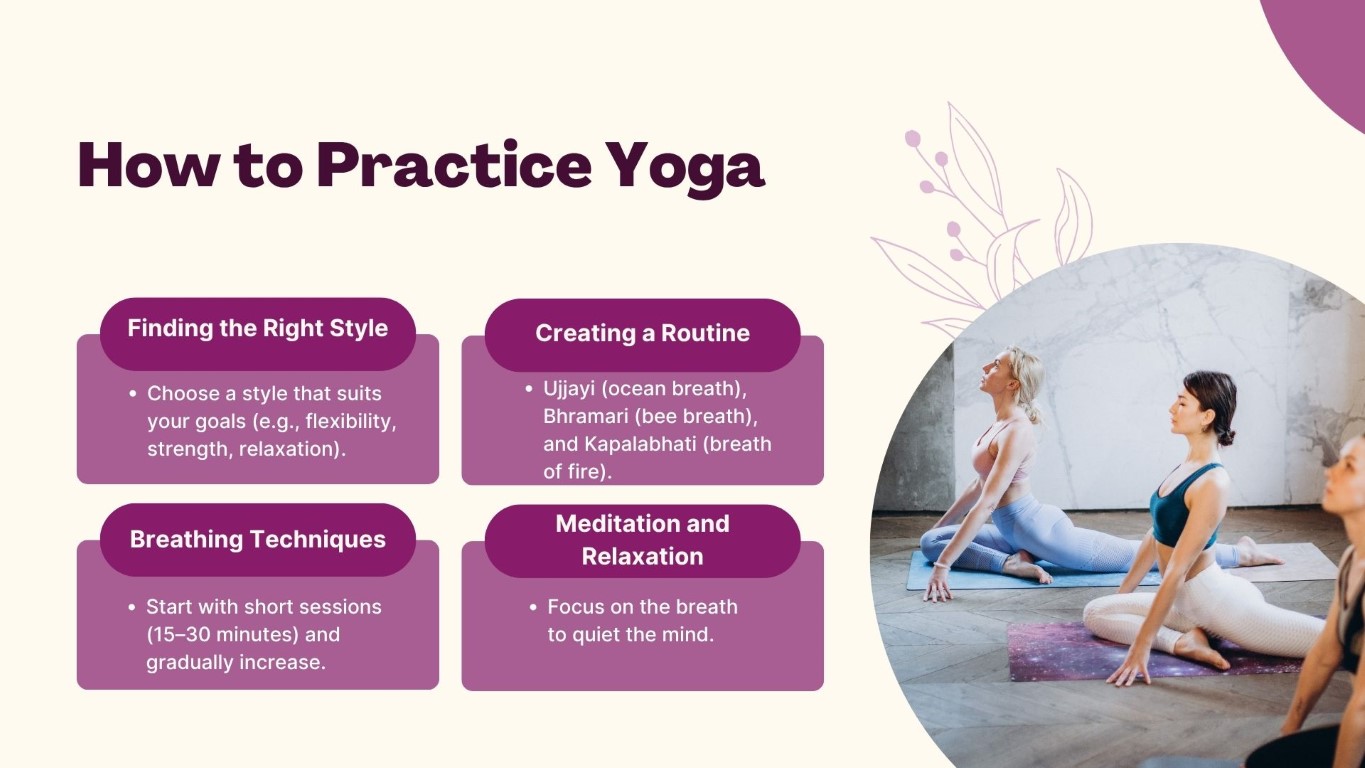 How to Practice Yoga
Finding the Right Style
• Choose a style that suits
your goals (e.g., flexibility,
strength, relaxation).
Creating a Routine
• Ujjayi (ocean breath),
Bhramari (bee breath),
and Kapalabhati (breath
of fire).
Breathing Techniques
• Start with short sessions
(15–30 minutes) and
gradually increase.
Meditation and
Relaxation
• Focus on the breath
to quiet the mind.